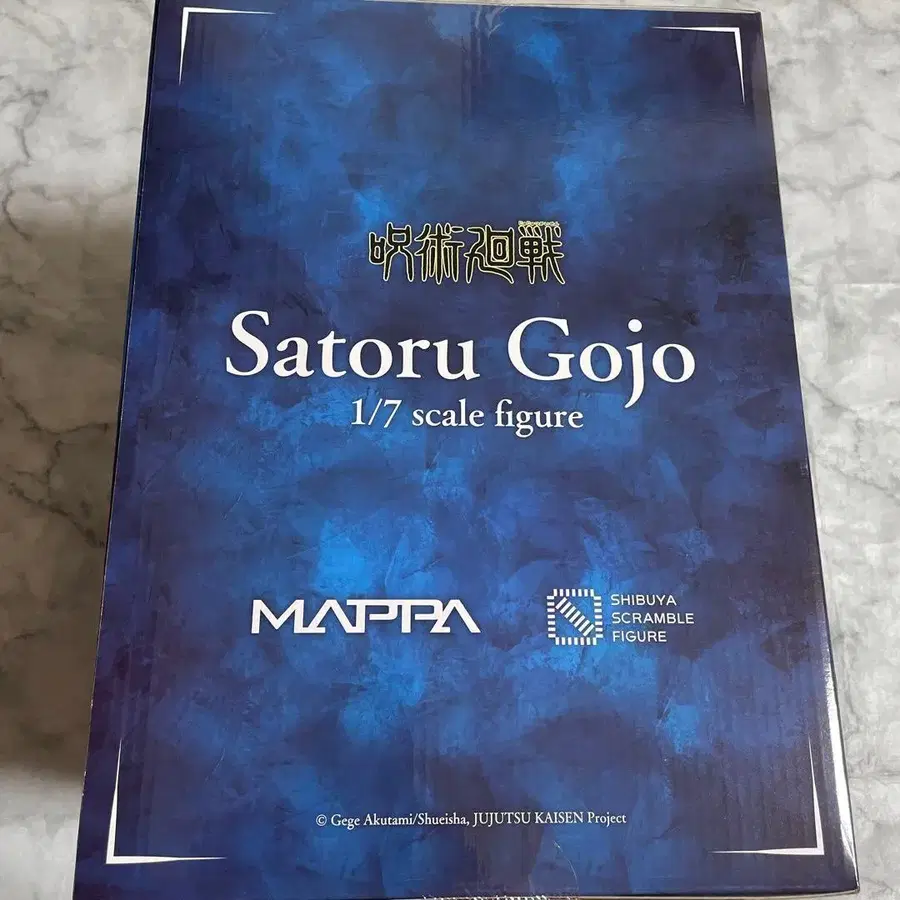 呪術廻戦
Satoru Gojo
1/7 scale figure
MAPPA
SHIBUYA
SCRAMBLE
FIGURE
© Gege Akutami/Shueisha, JUJUTSU KAISEN Project